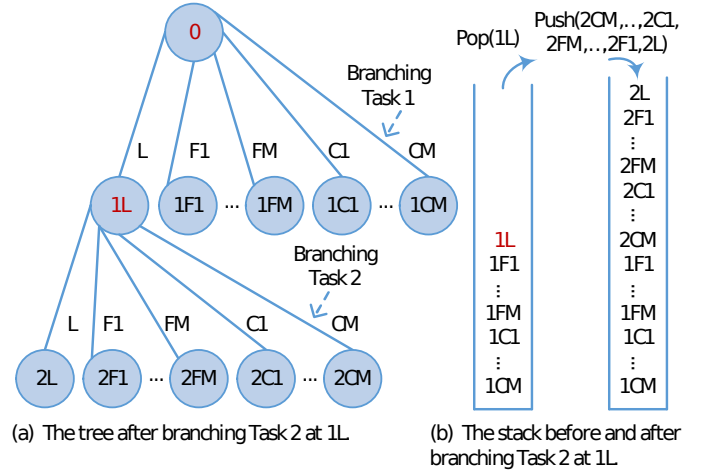 0
Branching
Task 1
L F1 FM C1 CM
1L 1F1 ... 1FM 1C1 ... 1CM
Branching
Task 2
L F1 FM C1 CM
2L 2F1 ... 2FM 2C1 ... 2CM
(a) The tree after branching Task 2 at 1L.
Pop(1L)
Push(2CM,..,2C1,
2FM,..,2F1,2L)
1L
1F1
...
1FM
1C1
...
1CM
2L
2F1
...
2FM
2C1
...
2CM
1F1
...
1FM
1C1
...
1CM
(b) The stack before and after
branching Task 2 at 1L.